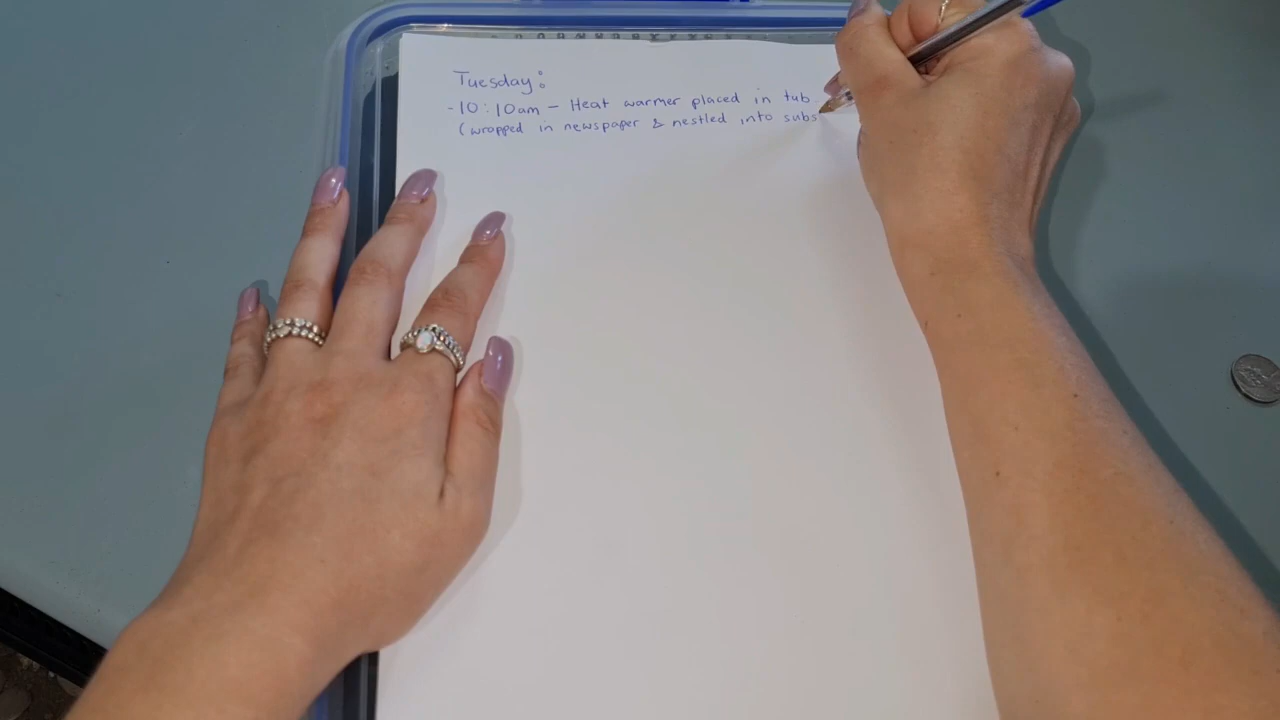 Tuesday:
- 10:10am - Heat warmer placed in tub.
(wrapped in newspaper & nestled into subs